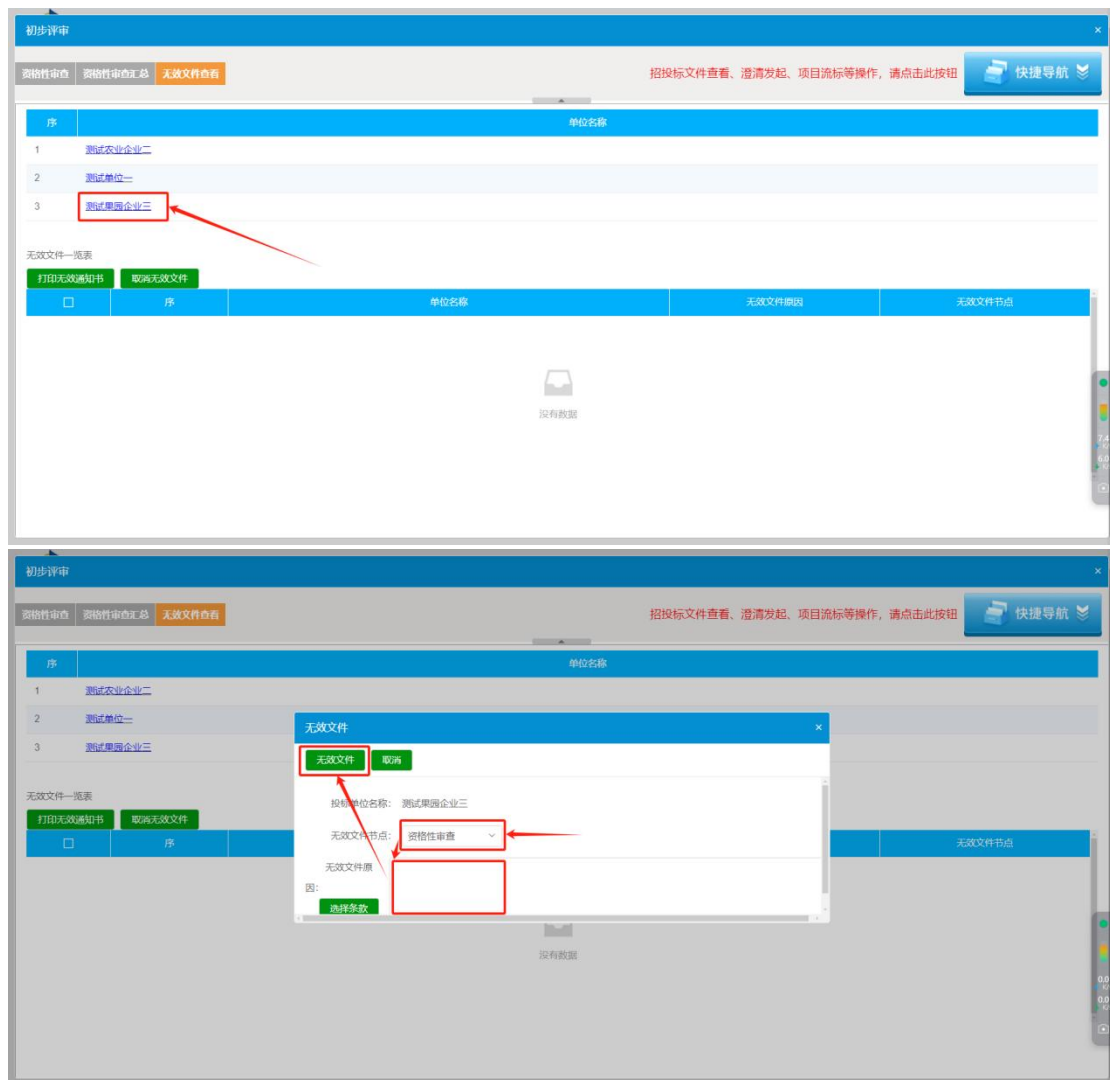 初步评审 ×
资格性审查 资格性审查汇总 无效文件查看 招投标文件查看、澄清发起、项目流标等操作，请点击此按钮 快捷导航
序 单位名称
1 测试农业企业二
2 测试单位一
3 测试果园企业三
无效文件一览表
打印无效通知书 取消无效文件
序 单位名称 无效文件原因 无效文件节点
没有数据
初步评审 ×
资格性审查 资格性审查汇总 无效文件查看 招投标文件查看、澄清发起、项目流标等操作，请点击此按钮 快捷导航
序 单位名称
1 测试农业企业二
2 测试单位一
3 测试果园企业三
无效文件 ×
无效文件 取消
投标单位名称： 测试果园企业三
无效文件节点： 资格性审查
无效文件原
因：
选择条款
无效文件一览表
打印无效通知书 取消无效文件
序 无效文件节点
没有数据